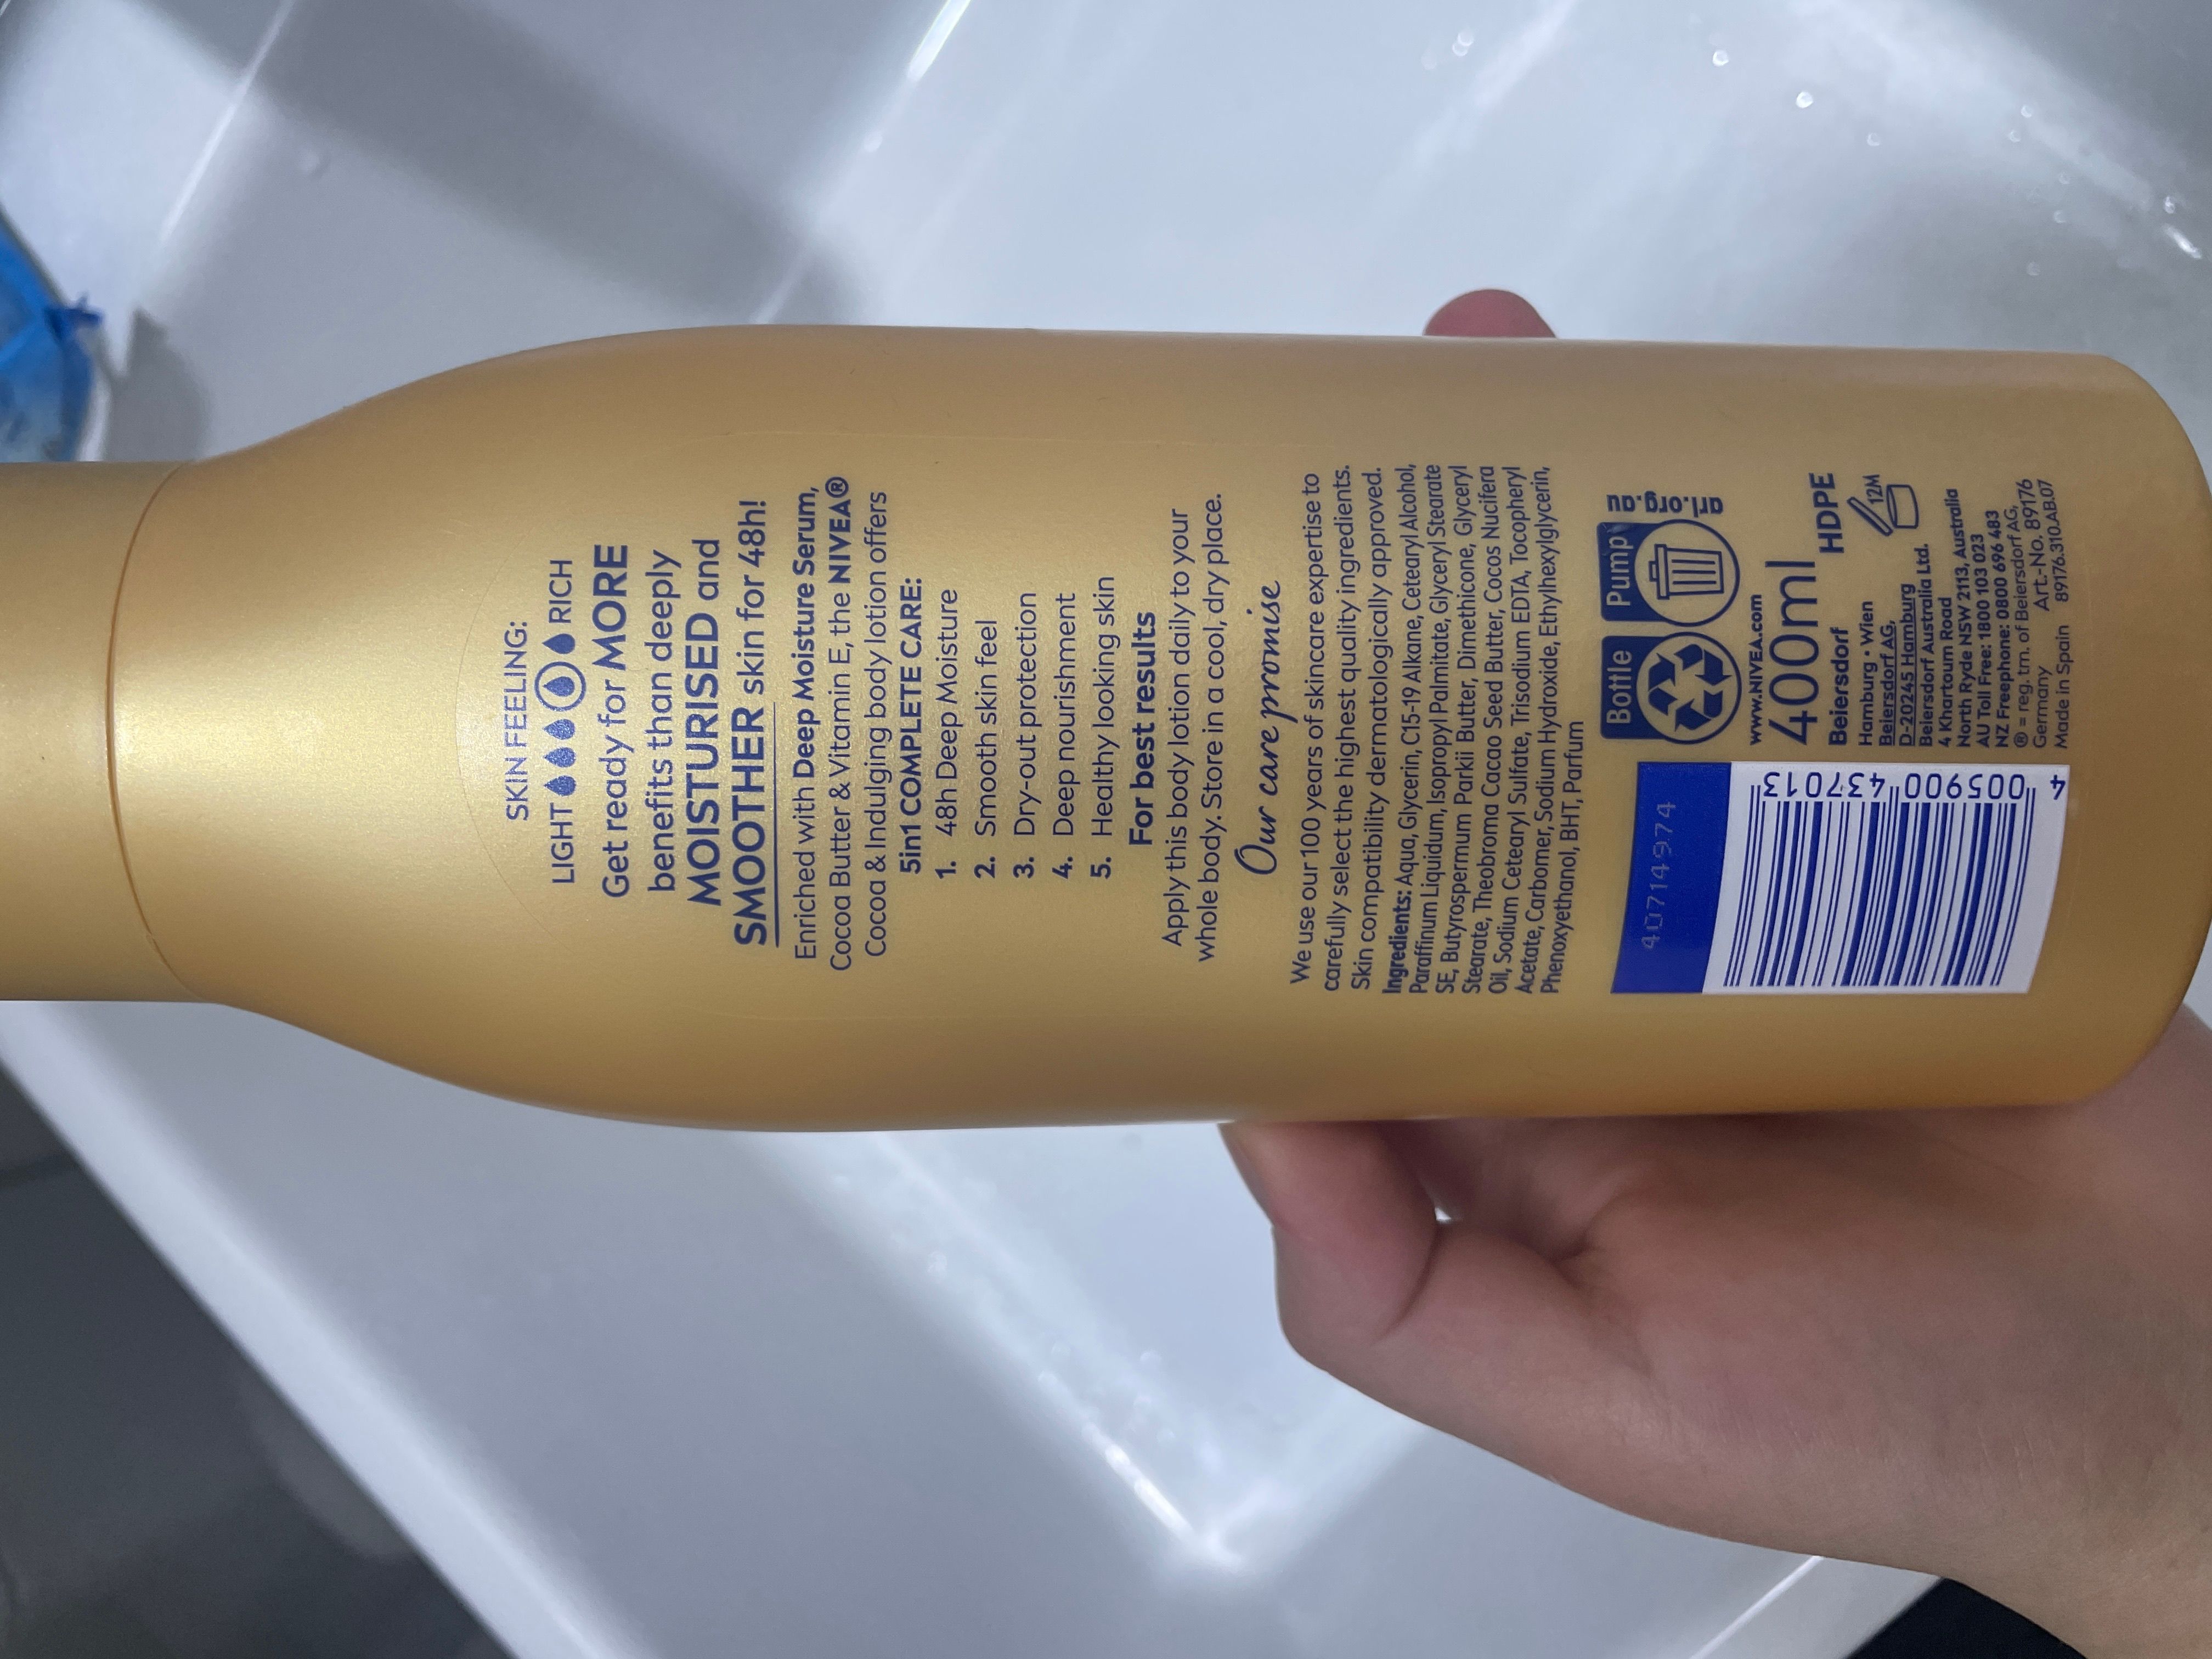 SKIN FEELING:
LIGHT RICH
Get ready for MORE
benefits than deeply
MOISTURISED and
SMOOTHER skin for 48h!
Enriched with Deep Moisture Serum,
Cocoa Butter & Vitamin E, the NIVEA®
Cocoa & Indulging body lotion offers
5in1 COMPLETE CARE:
1. 48h Deep Moisture
2. Smooth skin feel
3. Dry-out protection
4. Deep nourishment
5. Healthy looking skin
For best results
Apply this body lotion daily to your
whole body. Store in a cool, dry place.
Our care promise
We use our 100 years of skincare expertise to
carefully select the highest quality ingredients.
Skin compatibility dermatologically approved.
Ingredients: Aqua, Glycerin, C15-19 Alkane, Cetearyl Alcohol,
Paraffinum Liquidum, Isopropyl Palmitate, Glyceryl Stearate
SE, Butyrospermum Parkii Butter, Dimethicone, Glyceryl
Stearate, Theobroma Cacao Seed Butter, Cocos Nucifera
Oil, Sodium Cetearyl Sulfate, Trisodium EDTA, Tocopheryl
Acetate, Carbomer, Sodium Hydroxide, Ethylhexylglycerin,
Phenoxyethanol, BHT, Parfum
40714974
4 005900 437013
Bottle
Pump
arl.org.au
www.NIVEA.com
400ml
HDPE
12M
Beiersdorf
Hamburg • Wien
Beiersdorf AG,
D-20245 Hamburg
Beiersdorf Australia Ltd.
4 Khartoum Road
North Ryde NSW 2113, Australia
AU Toll Free: 1800 103 023
NZ Freephone: 0800 696 483
® = reg. tm. of Beiersdorf AG,
Germany Art.-No. 89176
Made in Spain 89176.310.AB.07